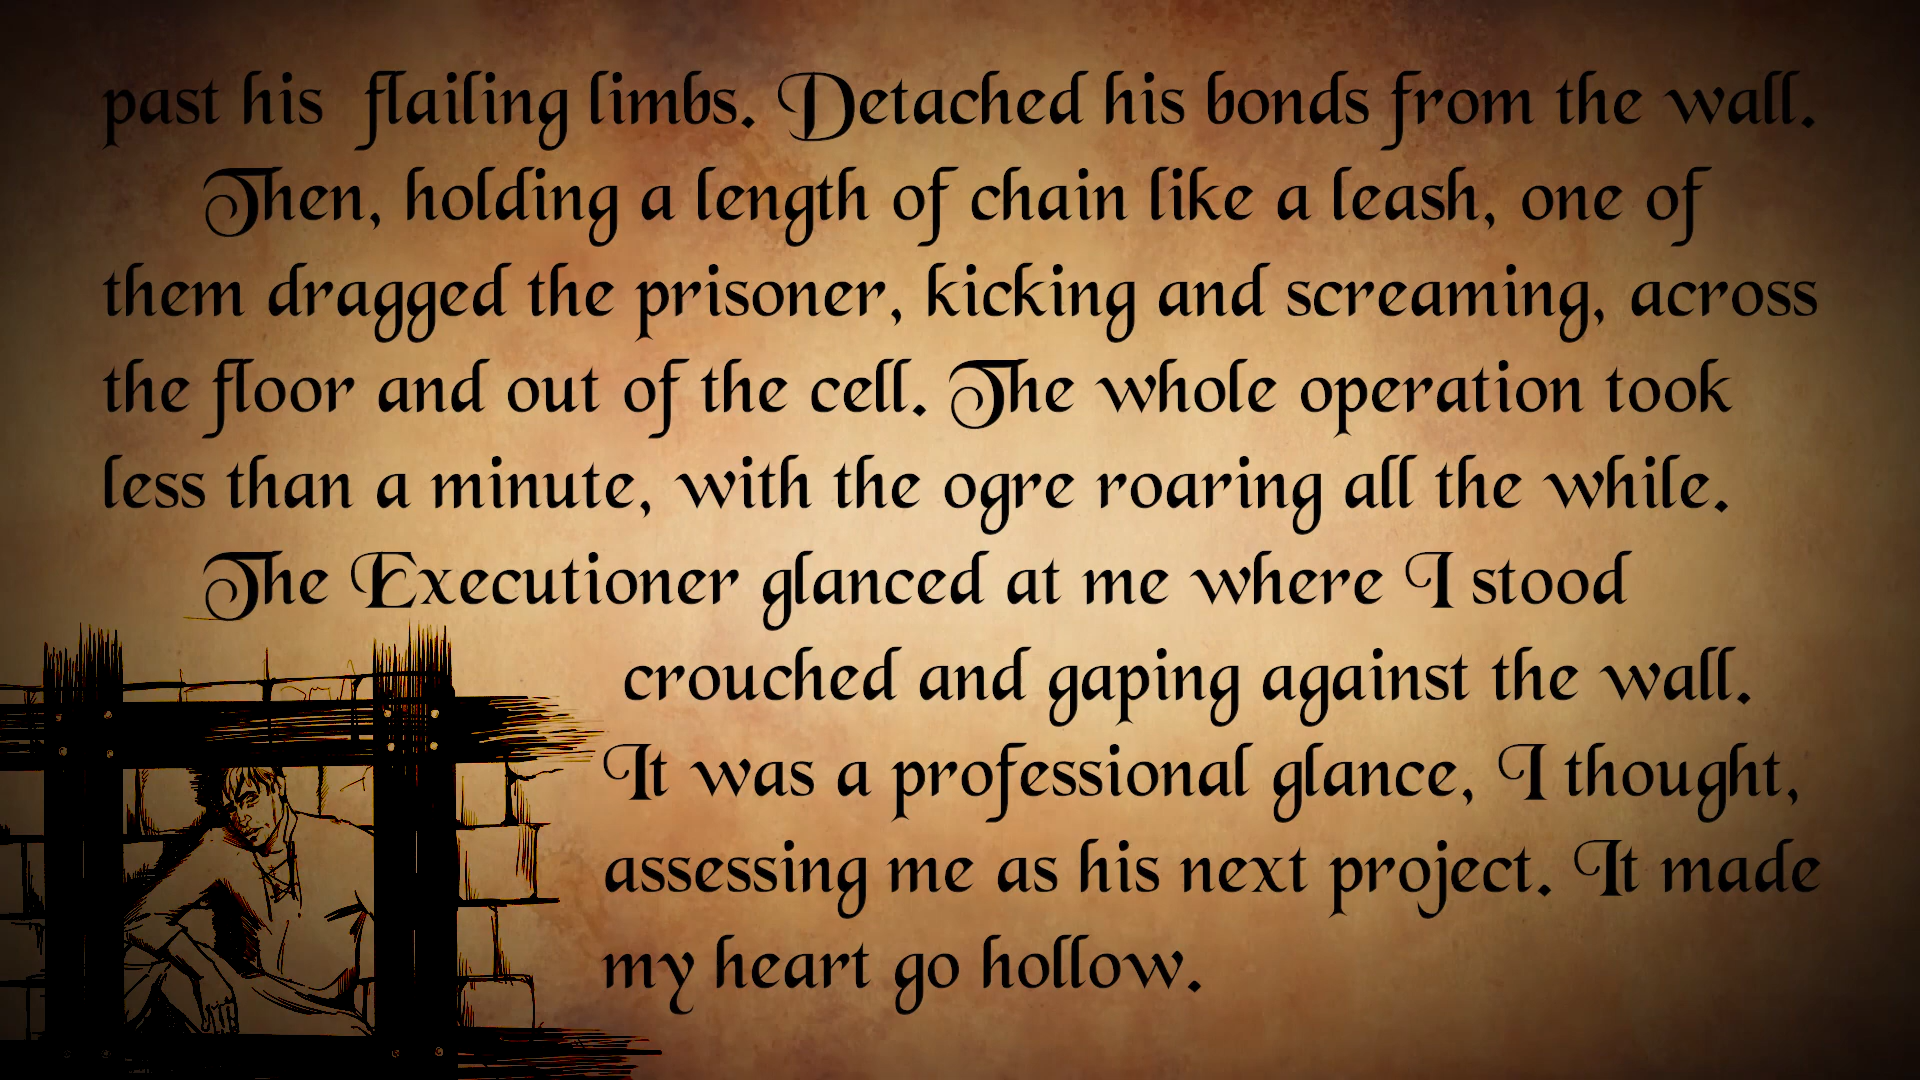 past his flailing limbs. Detached his bonds from the wall.
Then, holding a length of chain like a leash, one of
them dragged the prisoner, kicking and screaming, across
the floor and out of the cell. The whole operation took
less than a minute, with the ogre roaring all the while.
The Executioner glanced at me where I stood
crouched and gaping against the wall.
It was a professional glance, I thought,
assessing me as his next project. It made
my heart go hollow.